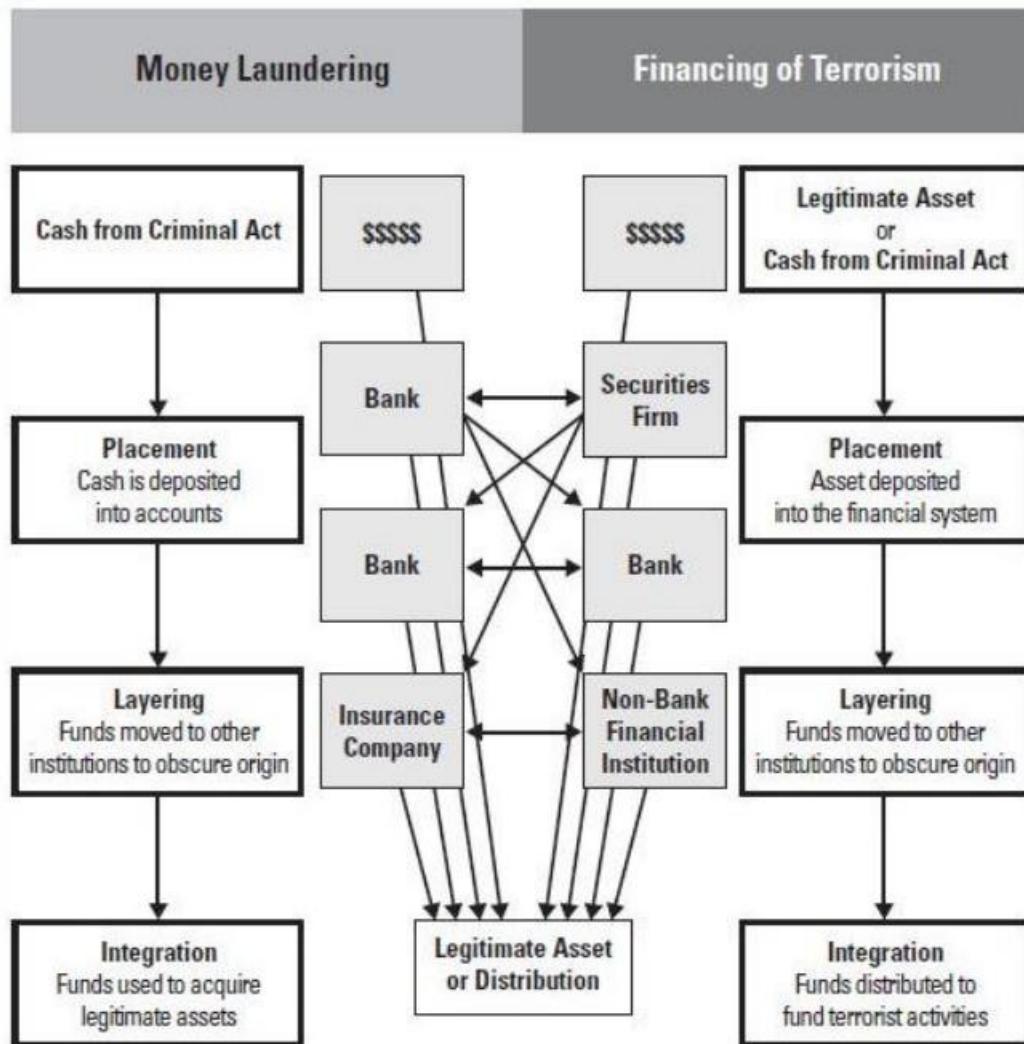 Money Laundering
Financing of Terrorism
Cash from Criminal Act
$$$$$
$$$$$
Legitimate Asset
or
Cash from Criminal Act
Bank
Securities
Firm
Placement
Cash is deposited
into accounts
Placement
Asset deposited
into the financial system
Bank
Bank
Layering
Funds moved to other
institutions to obscure origin
Insurance
Company
Non-Bank
Financial
Institution
Layering
Funds moved to other
institutions to obscure origin
Integration
Funds used to acquire
legitimate assets
Legitimate Asset
or Distribution
Integration
Funds distributed to
fund terrorist activities